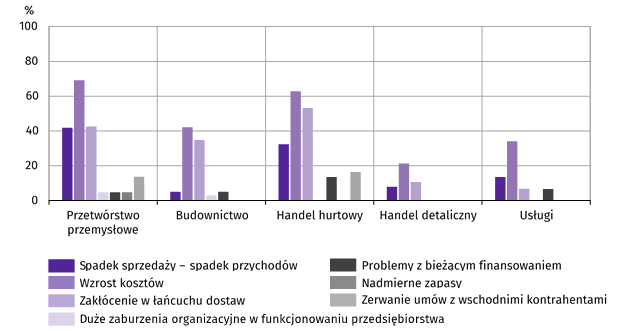 %
100
80
60
40
20
0
Przetwórstwo
przemysłowe
Budownictwo
Handel hurtowy
Handel detaliczny
Usługi
Spadek sprzedaży – spadek przychodów
Wzrost kosztów
Zakłócenie w łańcuchu dostaw
Duże zaburzenia organizacyjne w funkcjonowaniu przedsiębiorstwa
Problemy z bieżącym finansowaniem
Nadmierne zapasy
Zerwanie umów z wschodnimi kontrahentami